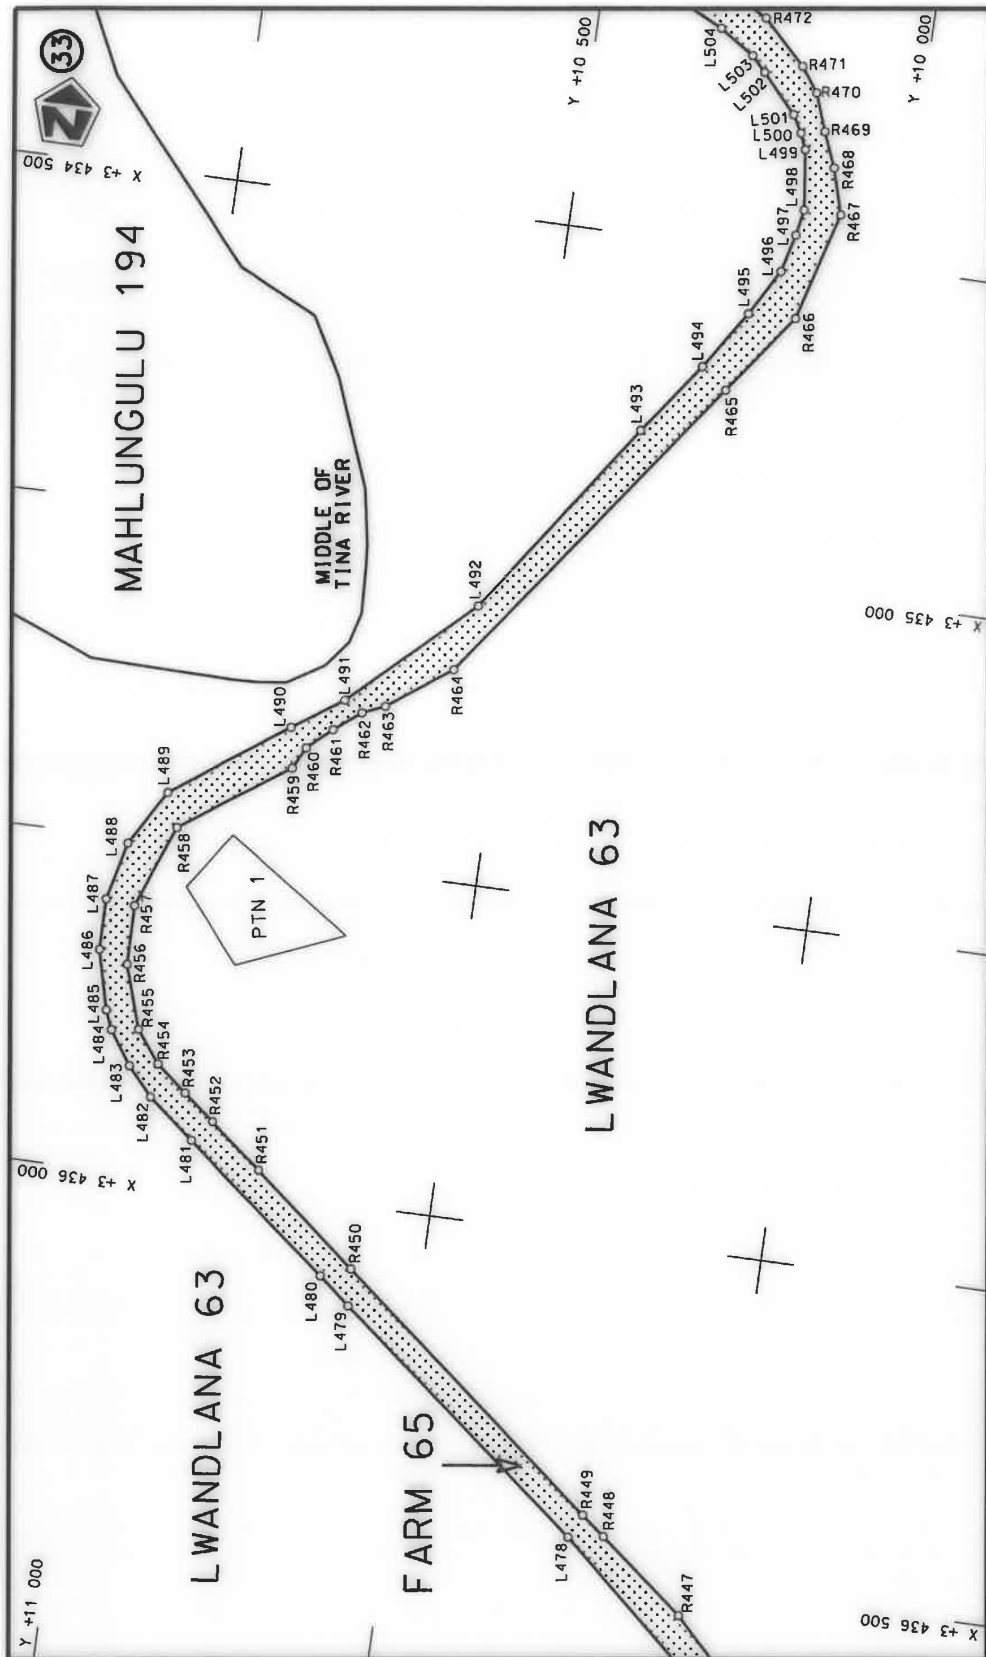 33
N
Y +10 500
Y +10 000
X +3 434 500
MAHLUNGULU 194
MIDDLE OF
TINA RIVER
X +3 435 000
LWANDLANA 63
PTN 1
X +3 436 000
LWANDLANA 63
FARM 65
Y +11 000
X +3 436 500
L504
L503
L502
L501
L500
L499
L498
L497
L496
L495
L494
L493
L492
L491
L490
L489
L488
L487
L486
L485
L484
L483
L482
L481
L480
L479
L478
R472
R471
R470
R469
R468
R467
R466
R465
R464
R463
R462
R461
R460
R459
R458
R457
R456
R455
R454
R453
R452
R451
R450
R449
R448
R447